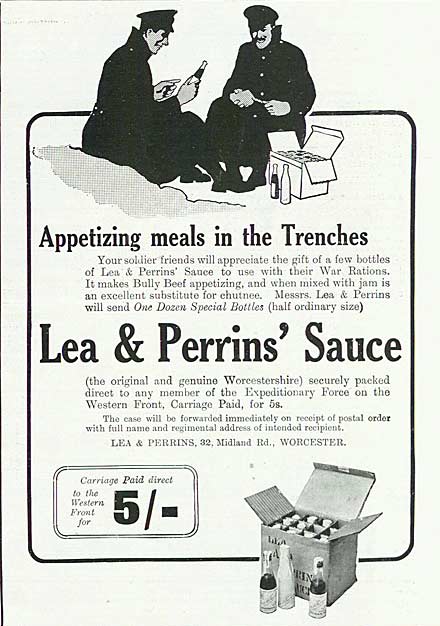 Appetizing meals in the Trenches
Your soldier friends will appreciate the gift of a few bottles
of Lea & Perrins' Sauce to use with their War Rations.
It makes Bully Beef appetizing, and when mixed with jam is
an excellent substitute for chutnee. Messrs. Lea & Perrins
will send One Dozen Special Bottles (half ordinary size)
Lea & Perrins' Sauce
(the original and genuine Worcestershire) securely packed
direct to any member of the Expeditionary Force on the
Western Front, Carriage Paid, for 5s.
The case will be forwarded immediately on receipt of postal order
with full name and regimental address of intended recipient.
LEA & PERRINS, 32, Midland Rd., WORCESTER.
Carriage Paid direct
to the
Western
Front
for
5/-